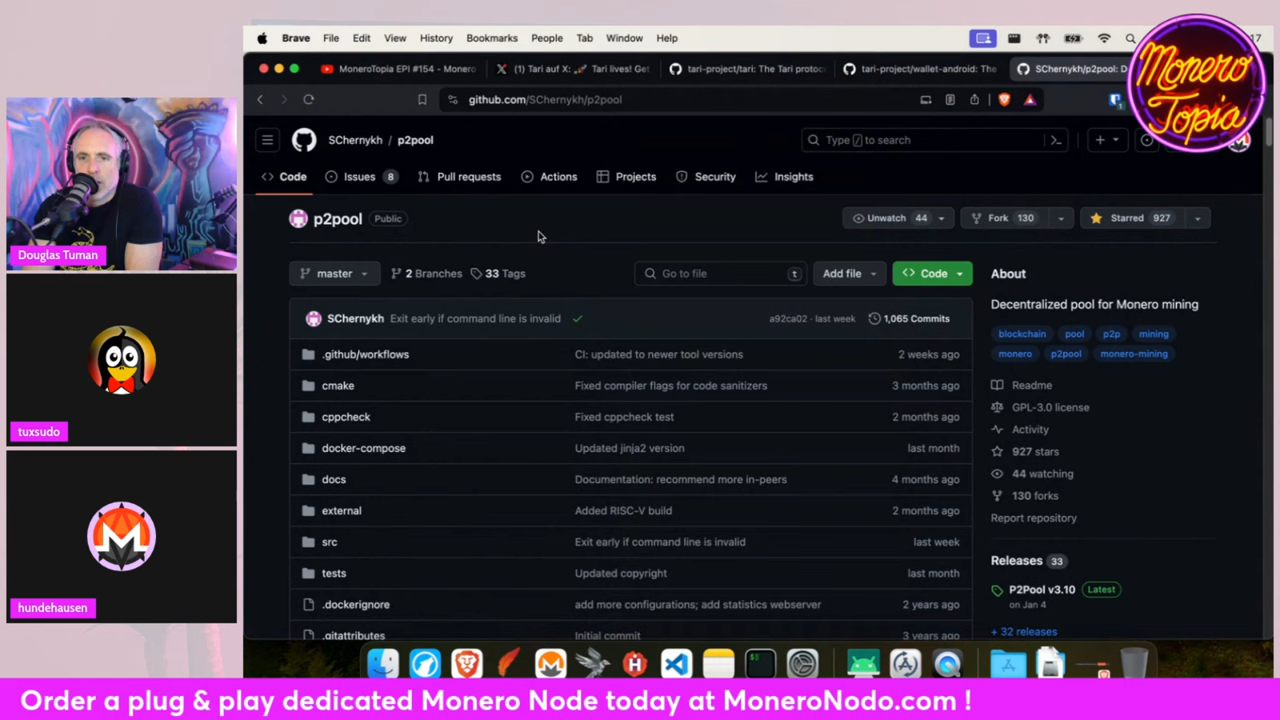 Brave File Edit View History Bookmarks People Tab Window Help
17
MoneroTopia EPI #154 - Monero
(1) Tari auf X: 🚀 Tari lives! Get
tari-project/tari: The Tari protoc
tari-project/wallet-android: The
SChernykh/p2pool: D
github.com/SChernykh/p2pool
Monero Topia
SChernykh / p2pool
Type / to search
Code
Issues 8
Pull requests
Actions
Projects
Security
Insights
p2pool Public
Unwatch 44
Fork 130
Starred 927
master
2 Branches
33 Tags
Go to file t
Add file
Code
SChernykh Exit early if command line is invalid a92ca02 · last week 1,065 Commits
.github/workflows CI: updated to newer tool versions 2 weeks ago
cmake Fixed compiler flags for code sanitizers 3 months ago
cppcheck Fixed cppcheck test 2 months ago
docker-compose Updated jinja2 version last month
docs Documentation: recommend more in-peers 4 months ago
external Added RISC-V build 2 months ago
src Exit early if command line is invalid last week
tests Updated copyright last month
.dockerignore add more configurations; add statistics webserver 2 years ago
.gitattributes Initial commit 3 years ago
About
Decentralized pool for Monero mining
blockchain pool p2p mining
monero p2pool monero-mining
Readme
GPL-3.0 license
Activity
927 stars
44 watching
130 forks
Report repository
Releases 33
P2Pool v3.10 Latest
on Jan 4
+ 32 releases
Douglas Tuman
tuxsudo
hundehausen
Order a plug & play dedicated Monero Node today at MoneroNodo.com !